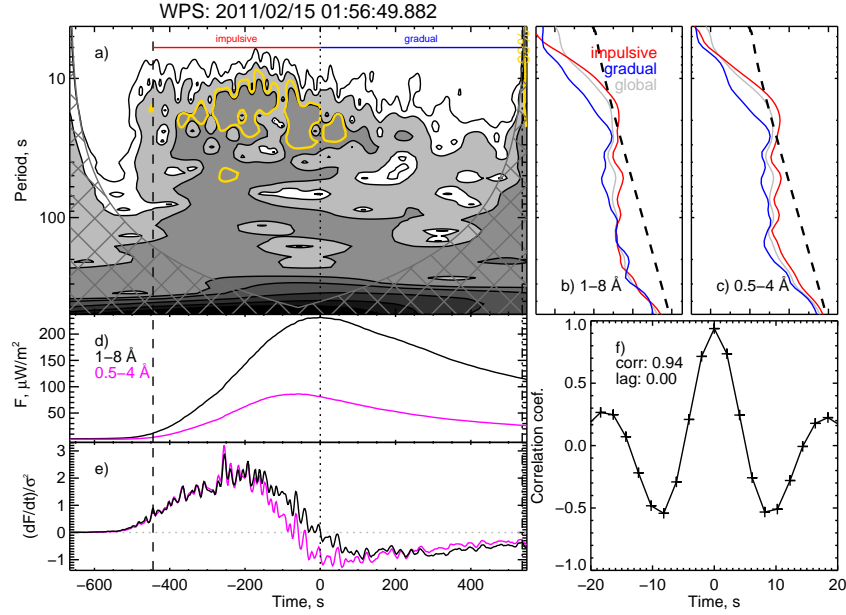 WPS: 2011/02/15 01:56:49.882
a)
impulsive
gradual
10
100
Period, s
impulsive
gradual
global
b) 1−8 Å
c) 0.5−4 Å
d)
1−8 Å
0.5−4 Å
200
150
100
50
F, μW/m²
e)
3
2
1
0
−1
(dF/dt)/σ²
−600 −400 −200 0 200 400
Time, s
f)
corr: 0.94
lag: 0.00
1.0
0.5
0.0
−0.5
−1.0
Correlation coef.
−20 −10 0 10 20
Time, s